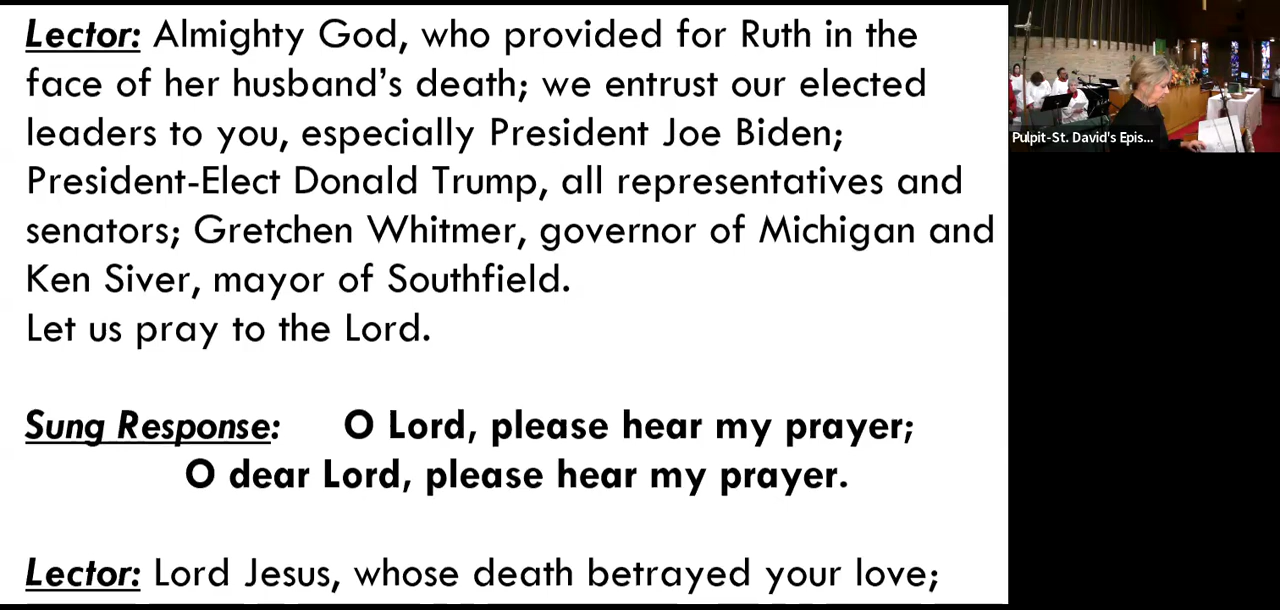 Lector: Almighty God, who provided for Ruth in the
face of her husband’s death; we entrust our elected
leaders to you, especially President Joe Biden;
President-Elect Donald Trump, all representatives and
senators; Gretchen Whitmer, governor of Michigan and
Ken Siver, mayor of Southfield.
Let us pray to the Lord.
Sung Response: O Lord, please hear my prayer;
O dear Lord, please hear my prayer.
Lector: Lord Jesus, whose death betrayed your love;
Pulpit-St. David's Epis...